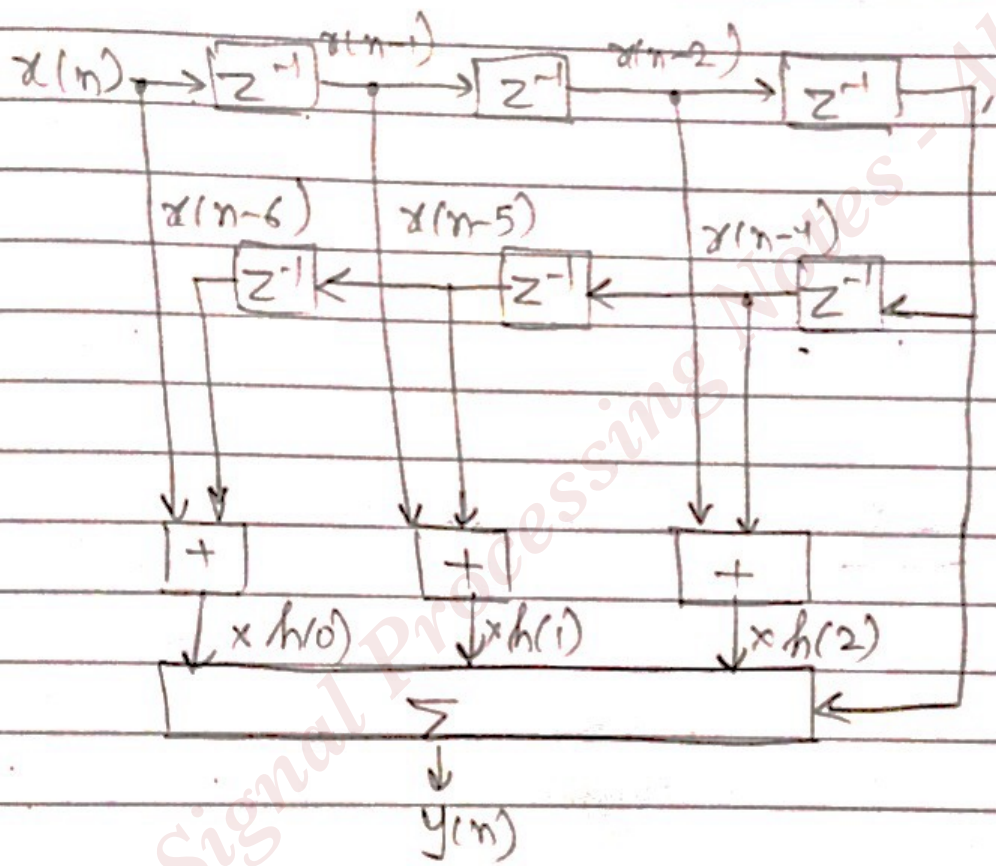 x(n) z⁻¹ x(n-1) z⁻¹ x(n-2) z⁻¹
x(n-6) x(n-5) x(n-4)
z⁻¹ z⁻¹ z⁻¹
+ + +
x h(0) x h(1) x h(2)
Σ
y(n)
Signal Processing Notes - A